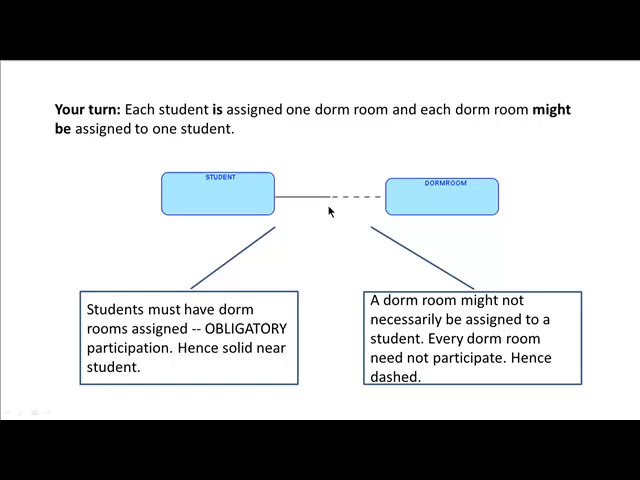 Your turn: Each student is assigned one dorm room and each dorm room might
be assigned to one student.
STUDENT
DORMROOM
Students must have dorm
rooms assigned -- OBLIGATORY
participation. Hence solid near
student.
A dorm room might not
necessarily be assigned to a
student. Every dorm room
need not participate. Hence
dashed.